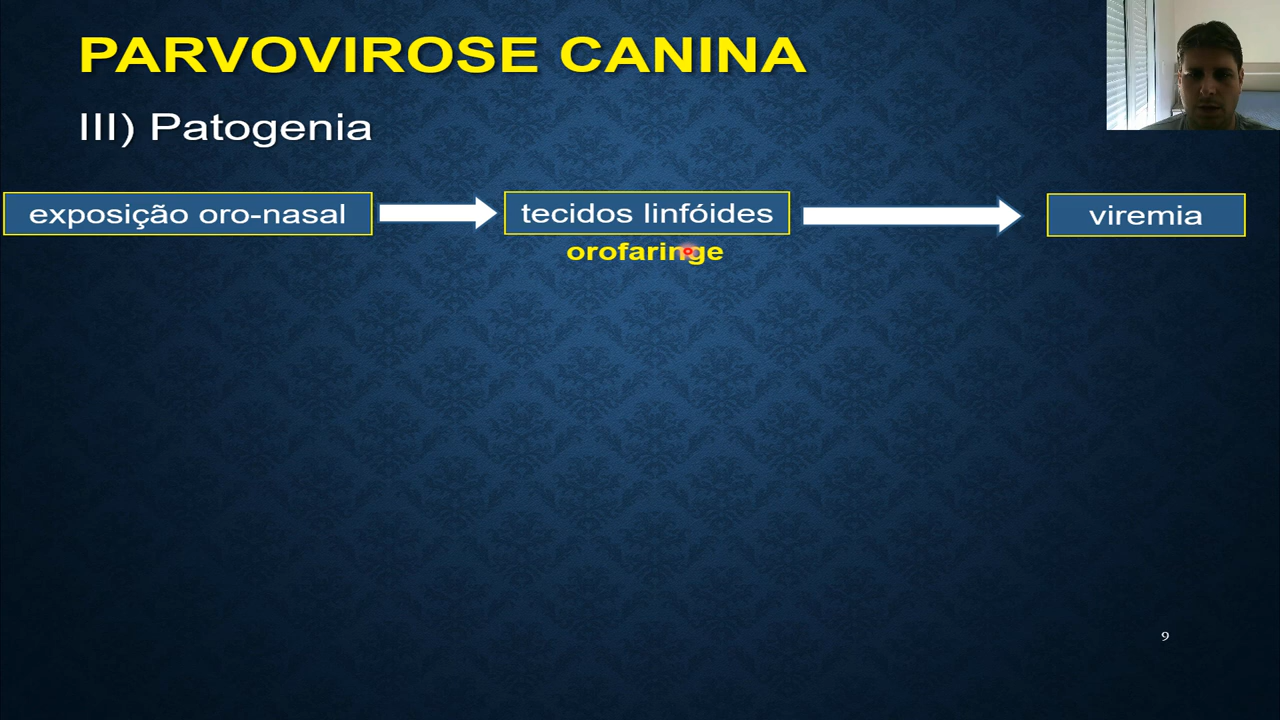 PARVOVIROSE CANINA
III) Patogenia
exposição oro-nasal
tecidos linfóides
viremia
orofaringe
9